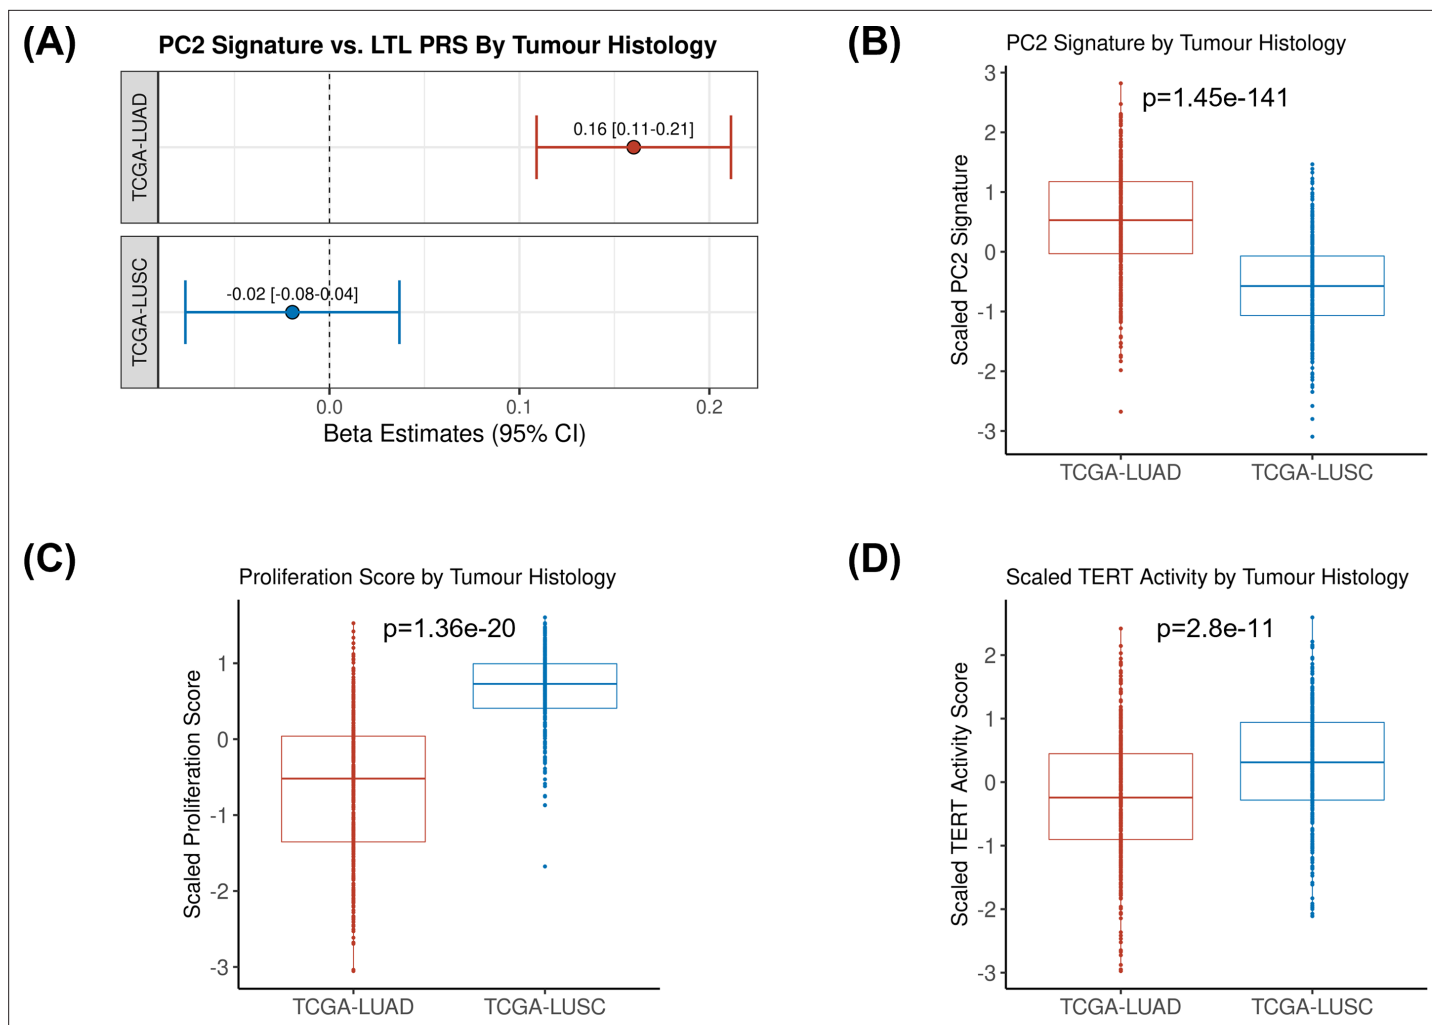 (A)
PC2 Signature vs. LTL PRS By Tumour Histology
TCGA-LUAD
0.16 [0.11-0.21]
TCGA-LUSC
-0.02 [-0.08-0.04]
0.0 0.1 0.2
Beta Estimates (95% CI)
(B)
PC2 Signature by Tumour Histology
p=1.45e-141
Scaled PC2 Signature
3
2
1
0
-1
-2
-3
TCGA-LUAD TCGA-LUSC
(C)
Proliferation Score by Tumour Histology
p=1.36e-20
Scaled Proliferation Score
1
0
-1
-2
-3
TCGA-LUAD TCGA-LUSC
(D)
Scaled TERT Activity by Tumour Histology
p=2.8e-11
Scaled TERT Activity Score
2
1
0
-1
-2
-3
TCGA-LUAD TCGA-LUSC